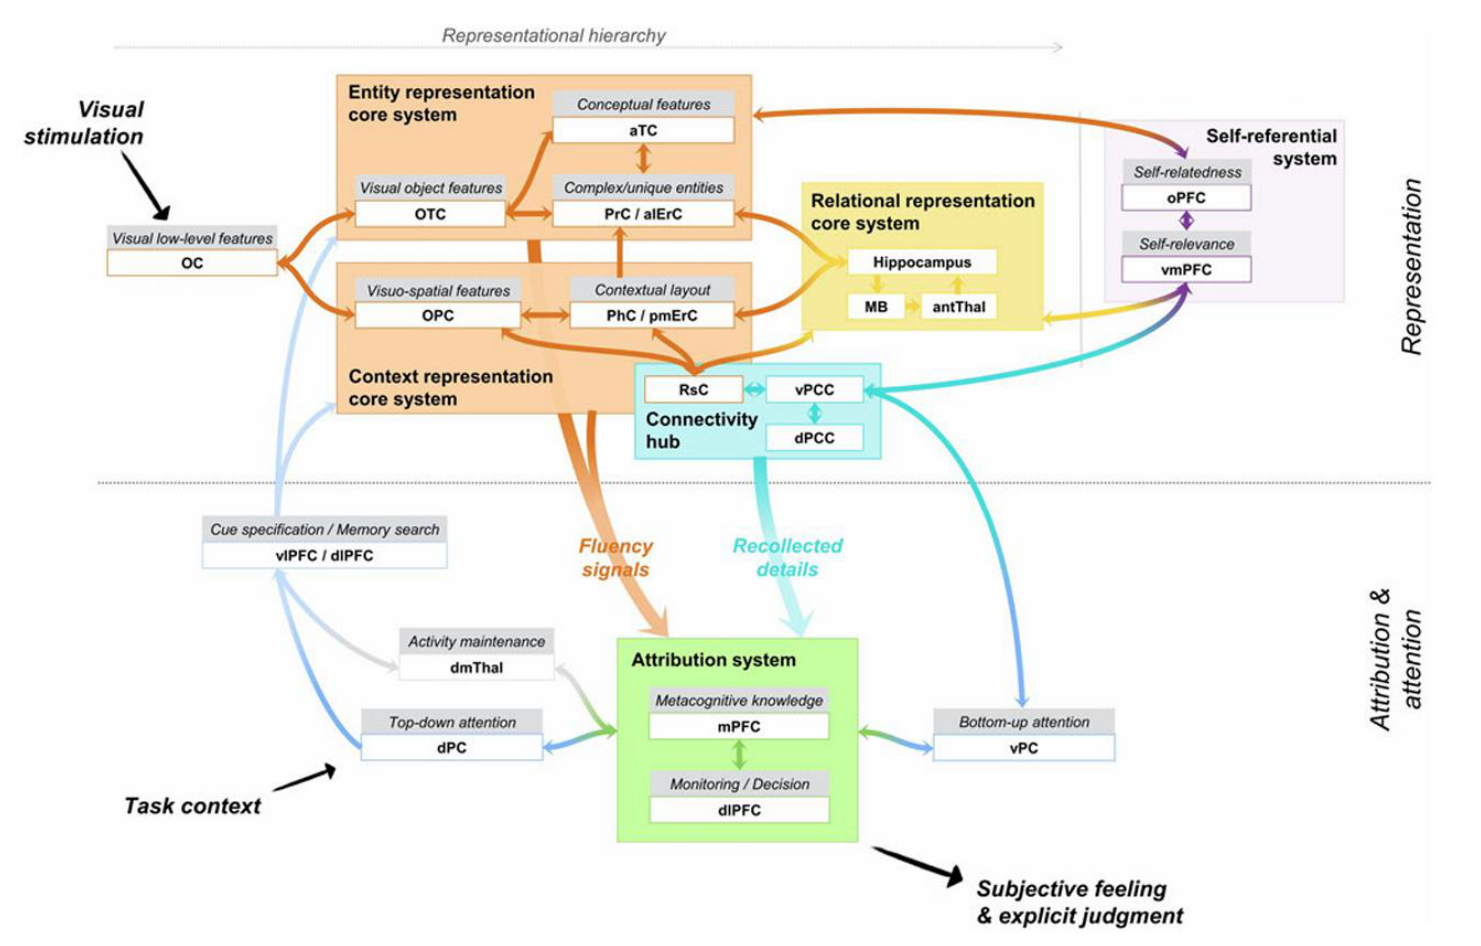 Representational hierarchy
Visual
stimulation
Entity representation
core system
Conceptual features
aTC
Visual object features
OTC
Complex/unique entities
PrC / alErC
Visual low-level features
OC
Visuo-spatial features
OPC
Contextual layout
PhC / pmErC
Context representation
core system
Relational representation
core system
Hippocampus
MB
antThal
Self-referential
system
Self-relatedness
oPFC
Self-relevance
vmPFC
Representation
RsC
vPCC
Connectivity
hub
dPCC
Cue specification / Memory search
vlPFC / dlPFC
Fluency
signals
Recollected
details
Activity maintenance
dmThal
Top-down attention
dPC
Task context
Attribution system
Metacognitive knowledge
mPFC
Monitoring / Decision
dlPFC
Bottom-up attention
vPC
Attribution &
attention
Subjective feeling
& explicit judgment